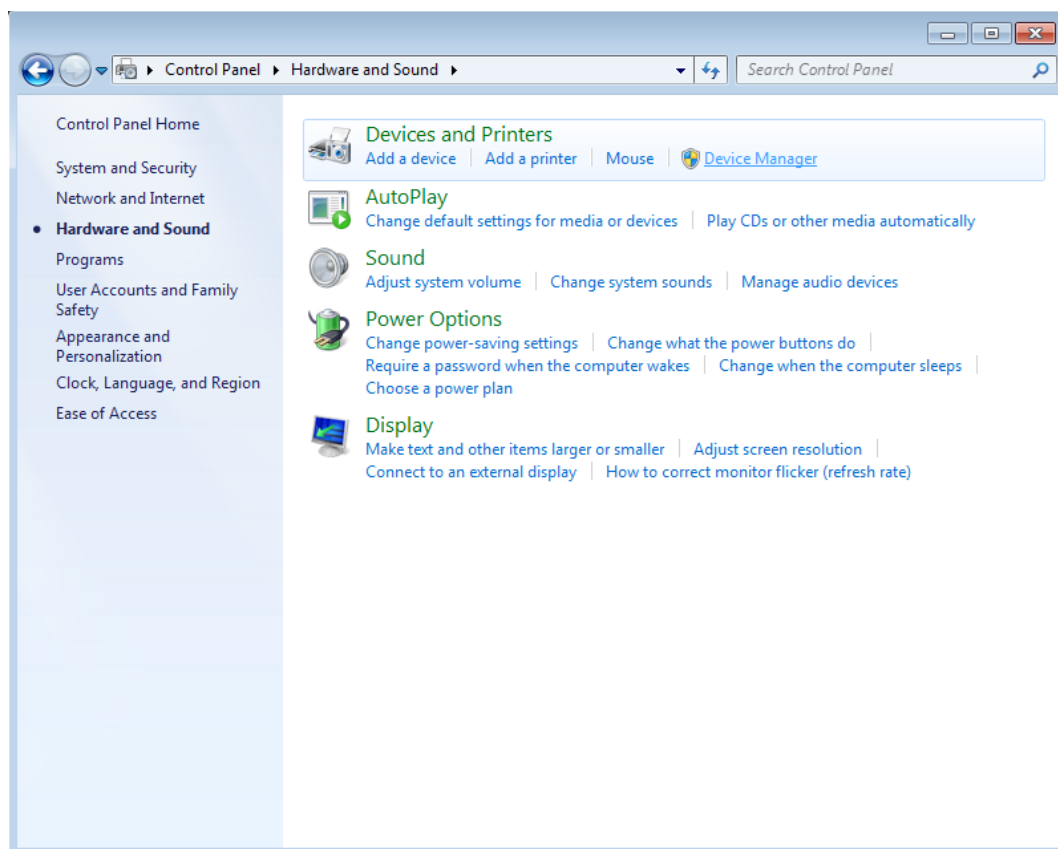 Control Panel Hardware and Sound
Search Control Panel
Control Panel Home
System and Security
Network and Internet
Hardware and Sound
Programs
User Accounts and Family
Safety
Appearance and
Personalization
Clock, Language, and Region
Ease of Access
Devices and Printers
Add a device Add a printer Mouse Device Manager
AutoPlay
Change default settings for media or devices Play CDs or other media automatically
Sound
Adjust system volume Change system sounds Manage audio devices
Power Options
Change power-saving settings Change what the power buttons do
Require a password when the computer wakes Change when the computer sleeps
Choose a power plan
Display
Make text and other items larger or smaller Adjust screen resolution
Connect to an external display How to correct monitor flicker (refresh rate)